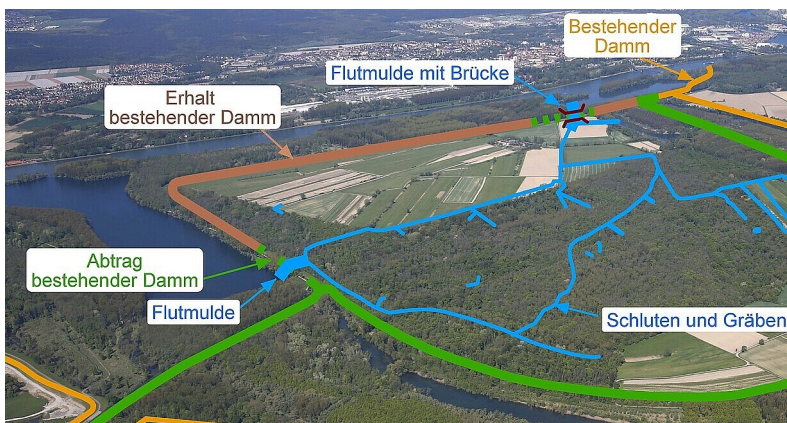 Bestehender
Damm
Flutmulde mit Brücke
Erhalt
bestehender Damm
Abtrag
bestehender Damm
Flutmulde
Schluten und Gräben